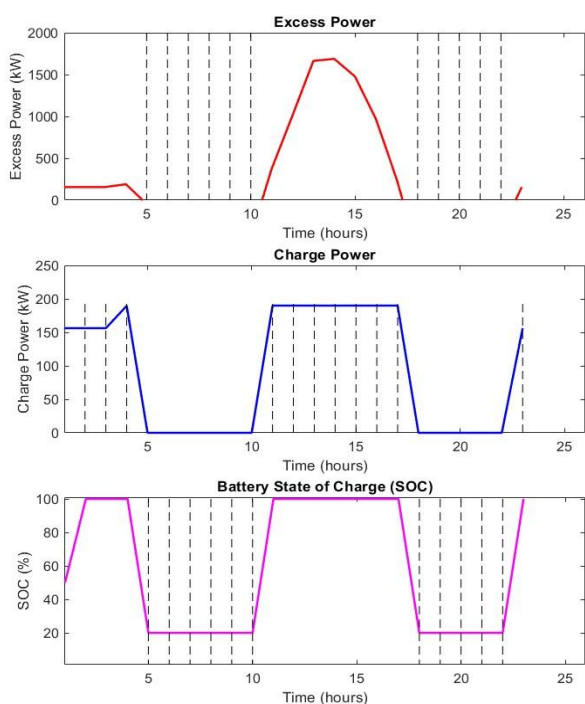 Excess Power
Excess Power (kW)
2000
1500
1000
500
0
5 10 15 20 25
Time (hours)
Charge Power
Charge Power (kW)
250
200
150
100
50
0
5 10 15 20 25
Time (hours)
Battery State of Charge (SOC)
SOC (%)
100
80
60
40
20
5 10 15 20 25
Time (hours)